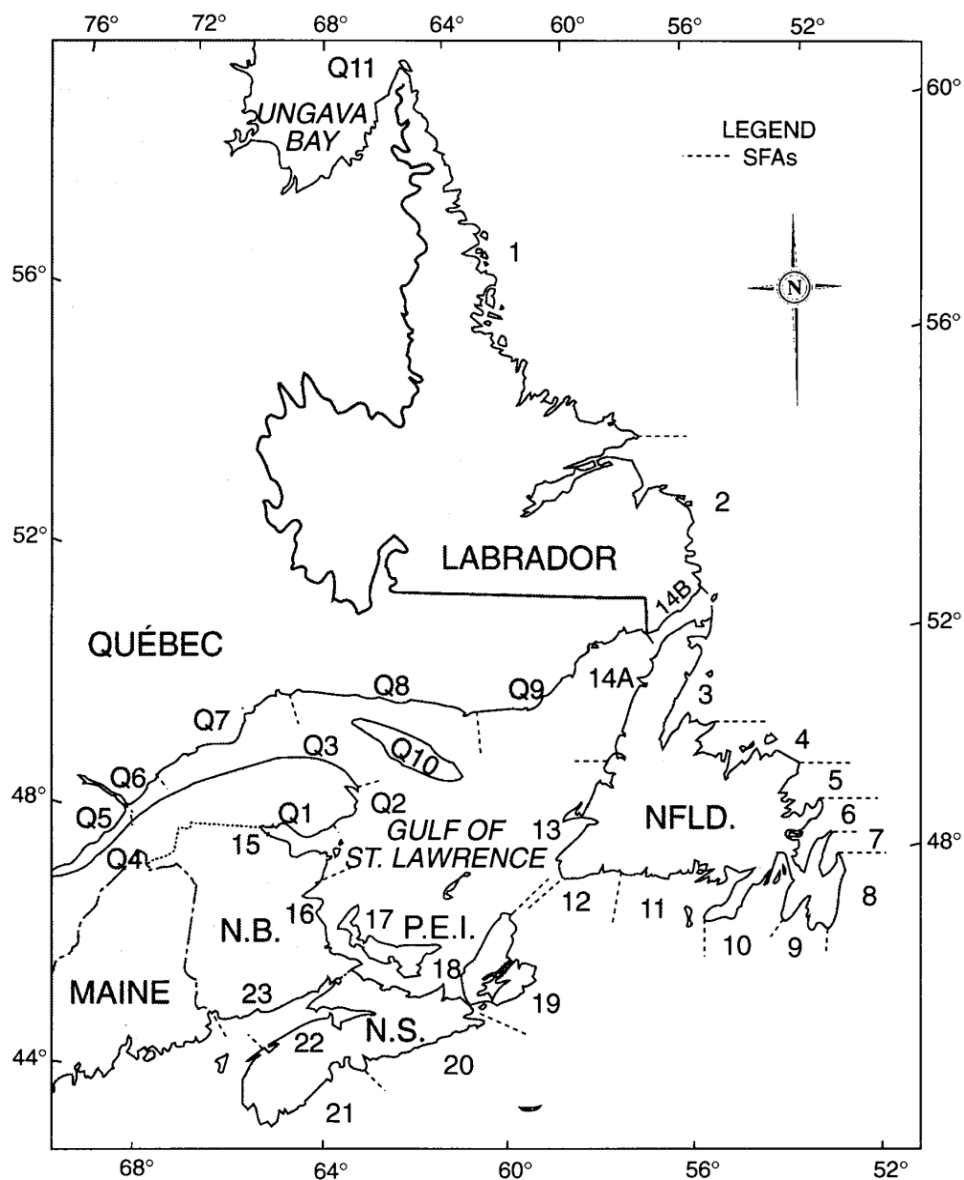 76° 72° 68° 64° 60° 56° 52°
Q11
60°
UNGAVA
BAY
LEGEND
SFAs
1
N
56°
56°
2
52°
LABRADOR
14B
52°
QUÉBEC
14A
Q8
Q9
3
Q7
Q3
Q10
4
Q6
5
48°
Q5
Q1
Q2
6
GULF OF
ST. LAWRENCE
13
NFLD.
7
48°
Q4
15
12
11
8
16
17
P.E.I.
10
9
N.B.
18
MAINE
23
19
22
N.S.
20
44°
44°
21
68° 64° 60° 56° 52°